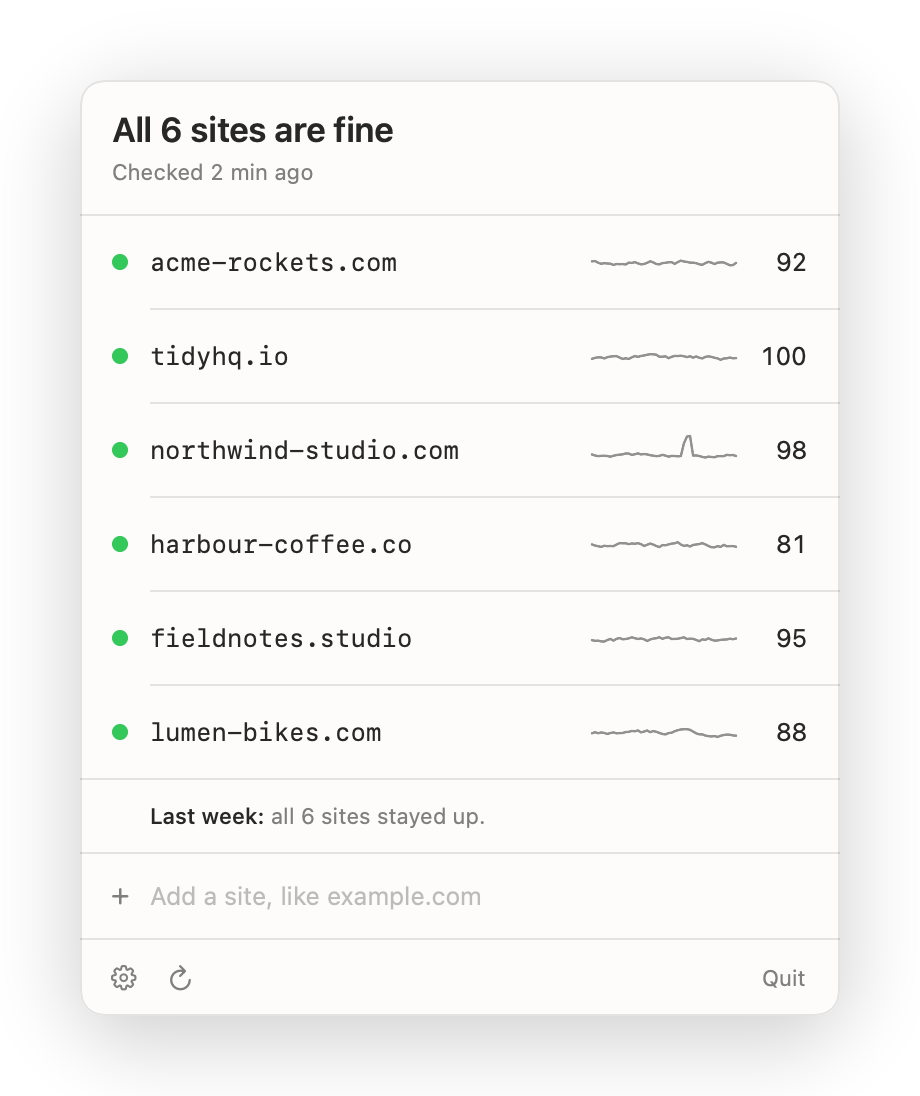 All 6 sites are fine
Checked 2 min ago
acme-rockets.com 92
tidyhq.io 100
northwind-studio.com 98
harbour-coffee.co 81
fieldnotes.studio 95
lumen-bikes.com 88
Last week: all 6 sites stayed up.
+ Add a site, like example.com
Quit